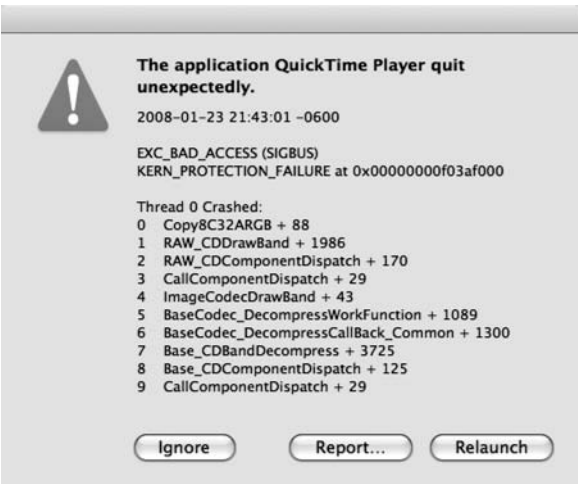 The application QuickTime Player quit
unexpectedly.
2008-01-23 21:43:01 -0600
EXC_BAD_ACCESS (SIGBUS)
KERN_PROTECTION_FAILURE at 0x00000000f03af000
Thread 0 Crashed:
0 Copy8C32ARGB + 88
1 RAW_CDDrawBand + 1986
2 RAW_CDComponentDispatch + 170
3 CallComponentDispatch + 29
4 ImageCodecDrawBand + 43
5 BaseCodec_DecompressWorkFunction + 1089
6 BaseCodec_DecompressCallBack_Common + 1300
7 Base_CDBandDecompress + 3725
8 Base_CDComponentDispatch + 125
9 CallComponentDispatch + 29
Ignore Report... Relaunch